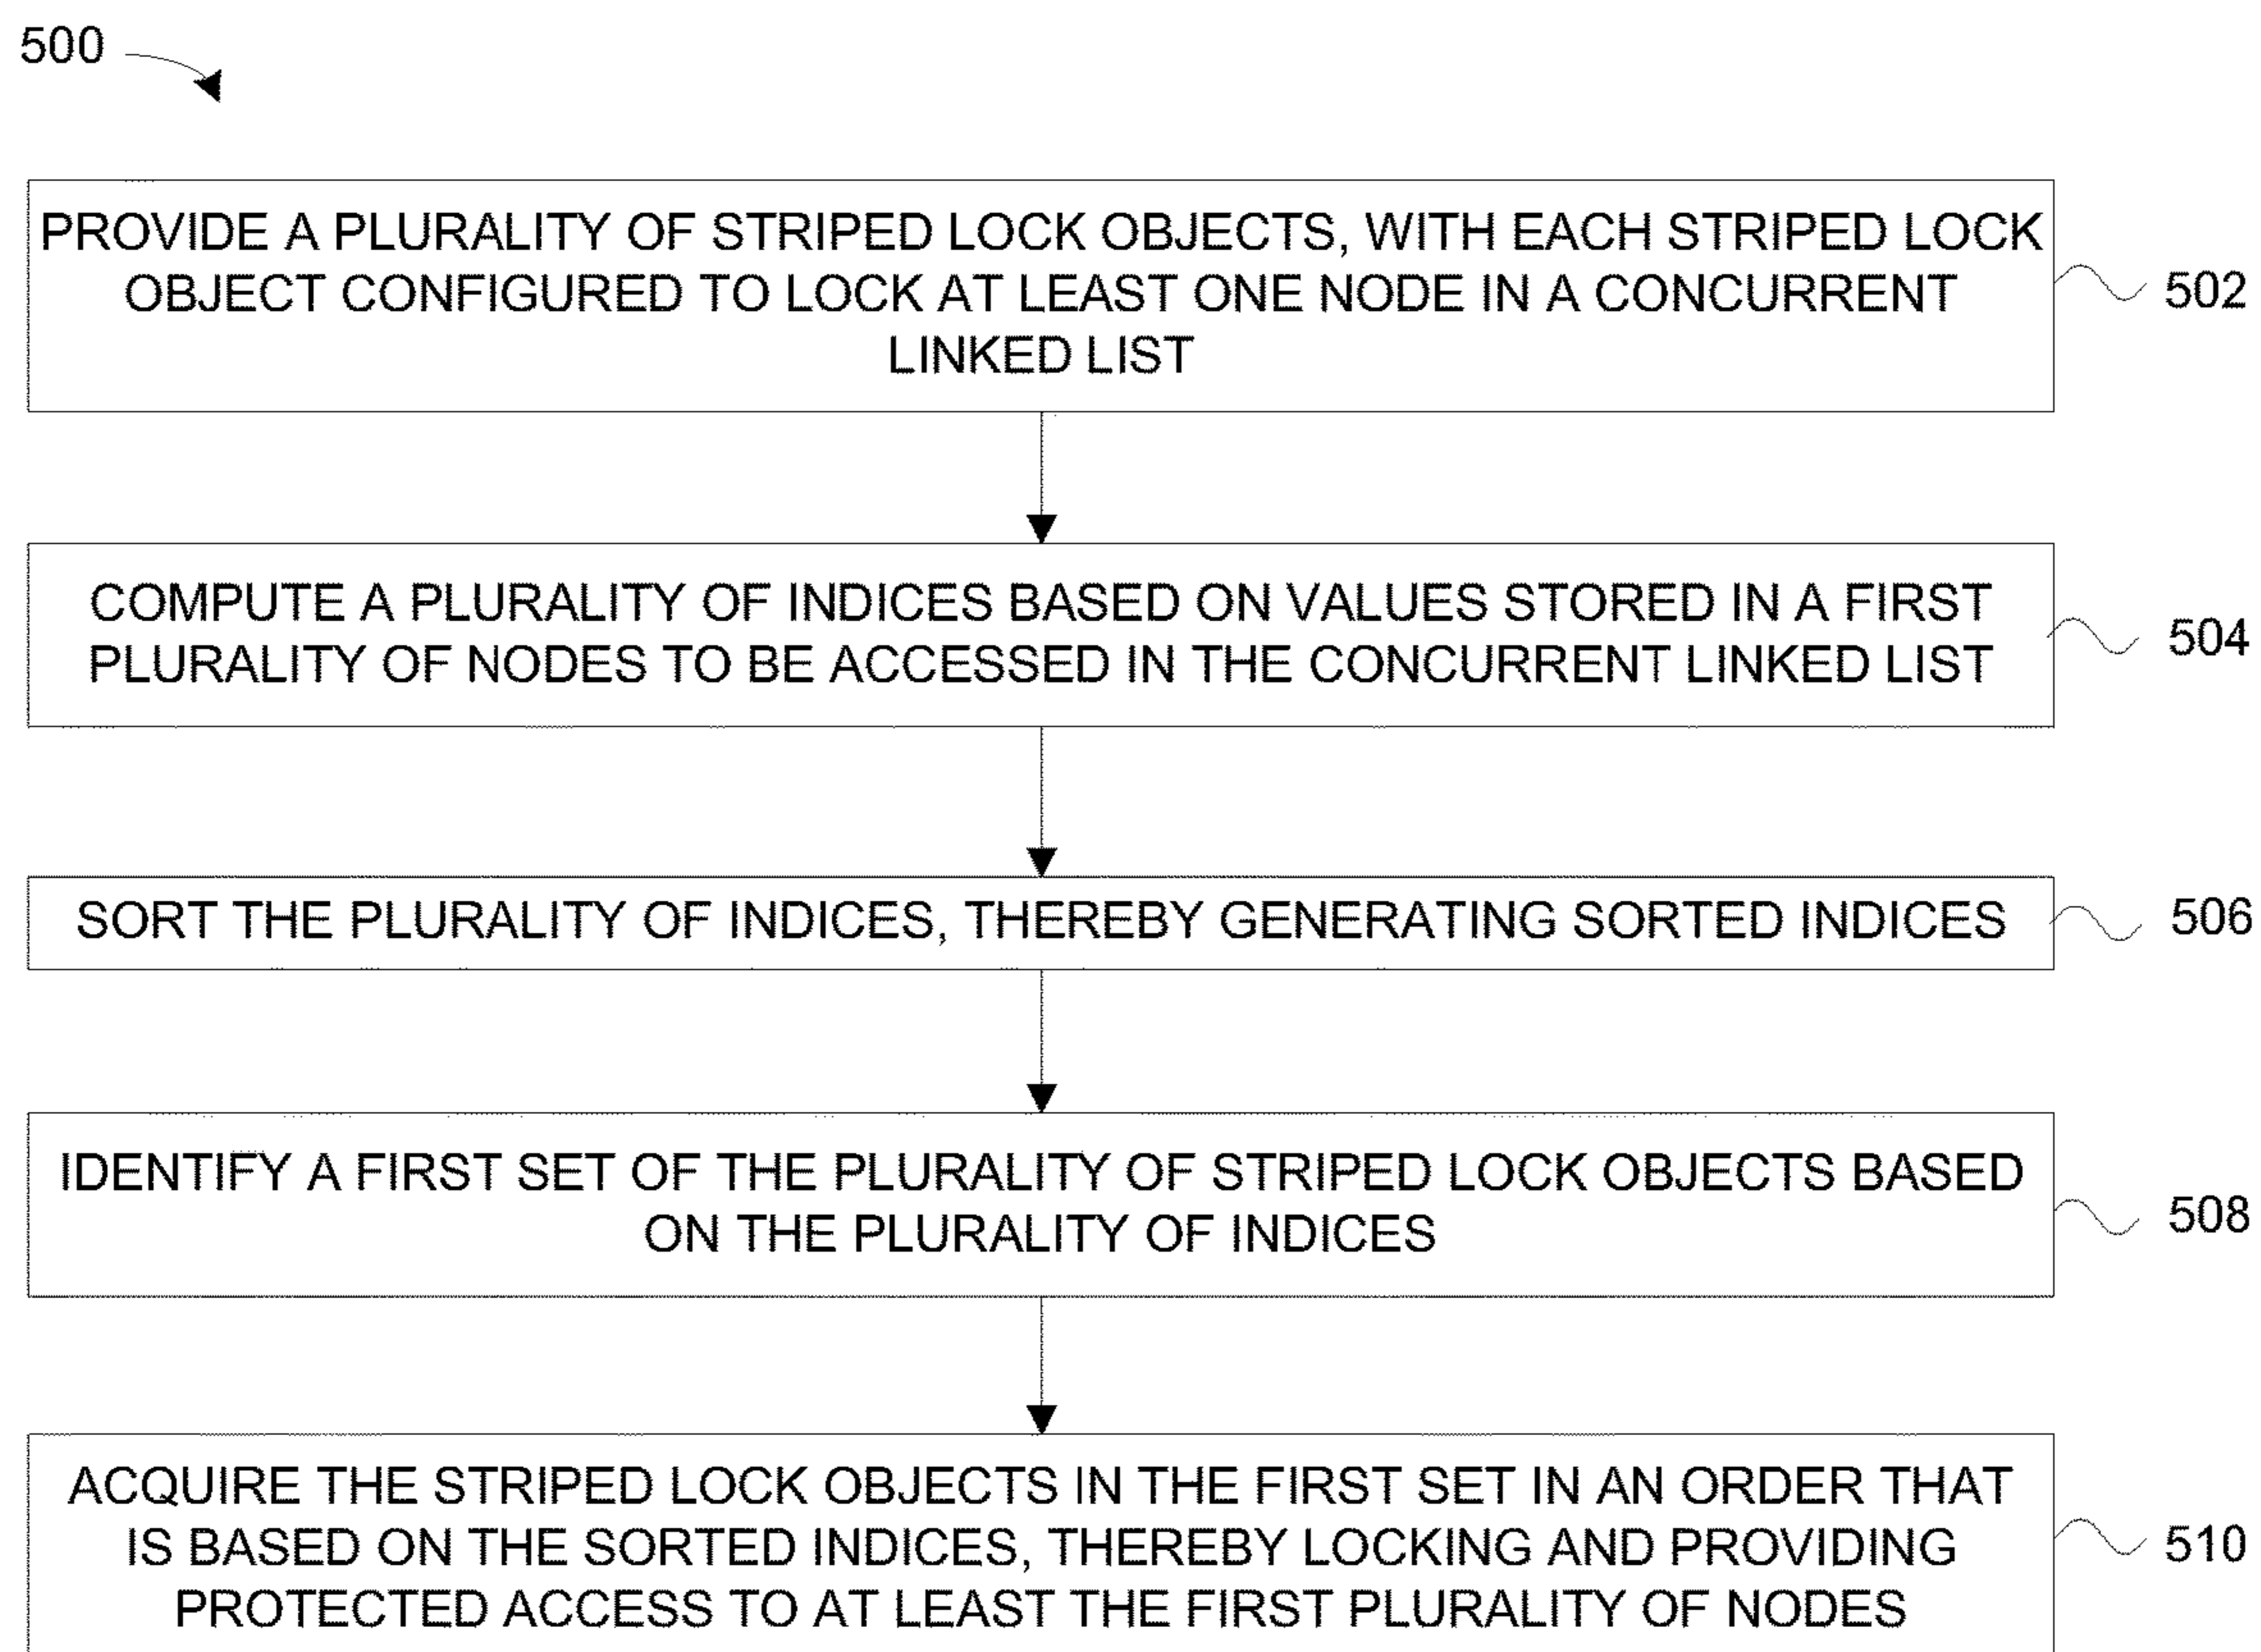 500
PROVIDE A PLURALITY OF STRIPED LOCK OBJECTS, WITH EACH STRIPED LOCK
OBJECT CONFIGURED TO LOCK AT LEAST ONE NODE IN A CONCURRENT
LINKED LIST
502
COMPUTE A PLURALITY OF INDICES BASED ON VALUES STORED IN A FIRST
PLURALITY OF NODES TO BE ACCESSED IN THE CONCURRENT LINKED LIST
504
SORT THE PLURALITY OF INDICES, THEREBY GENERATING SORTED INDICES
506
IDENTIFY A FIRST SET OF THE PLURALITY OF STRIPED LOCK OBJECTS BASED
ON THE PLURALITY OF INDICES
508
ACQUIRE THE STRIPED LOCK OBJECTS IN THE FIRST SET IN AN ORDER THAT
IS BASED ON THE SORTED INDICES, THEREBY LOCKING AND PROVIDING
PROTECTED ACCESS TO AT LEAST THE FIRST PLURALITY OF NODES
510